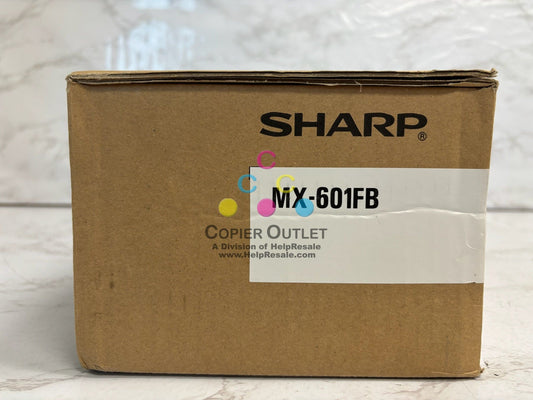 SHARP®
MX-601FB
C
C G
COPIER OUTLET
A Division of HelpResale
www.HelpResale.com